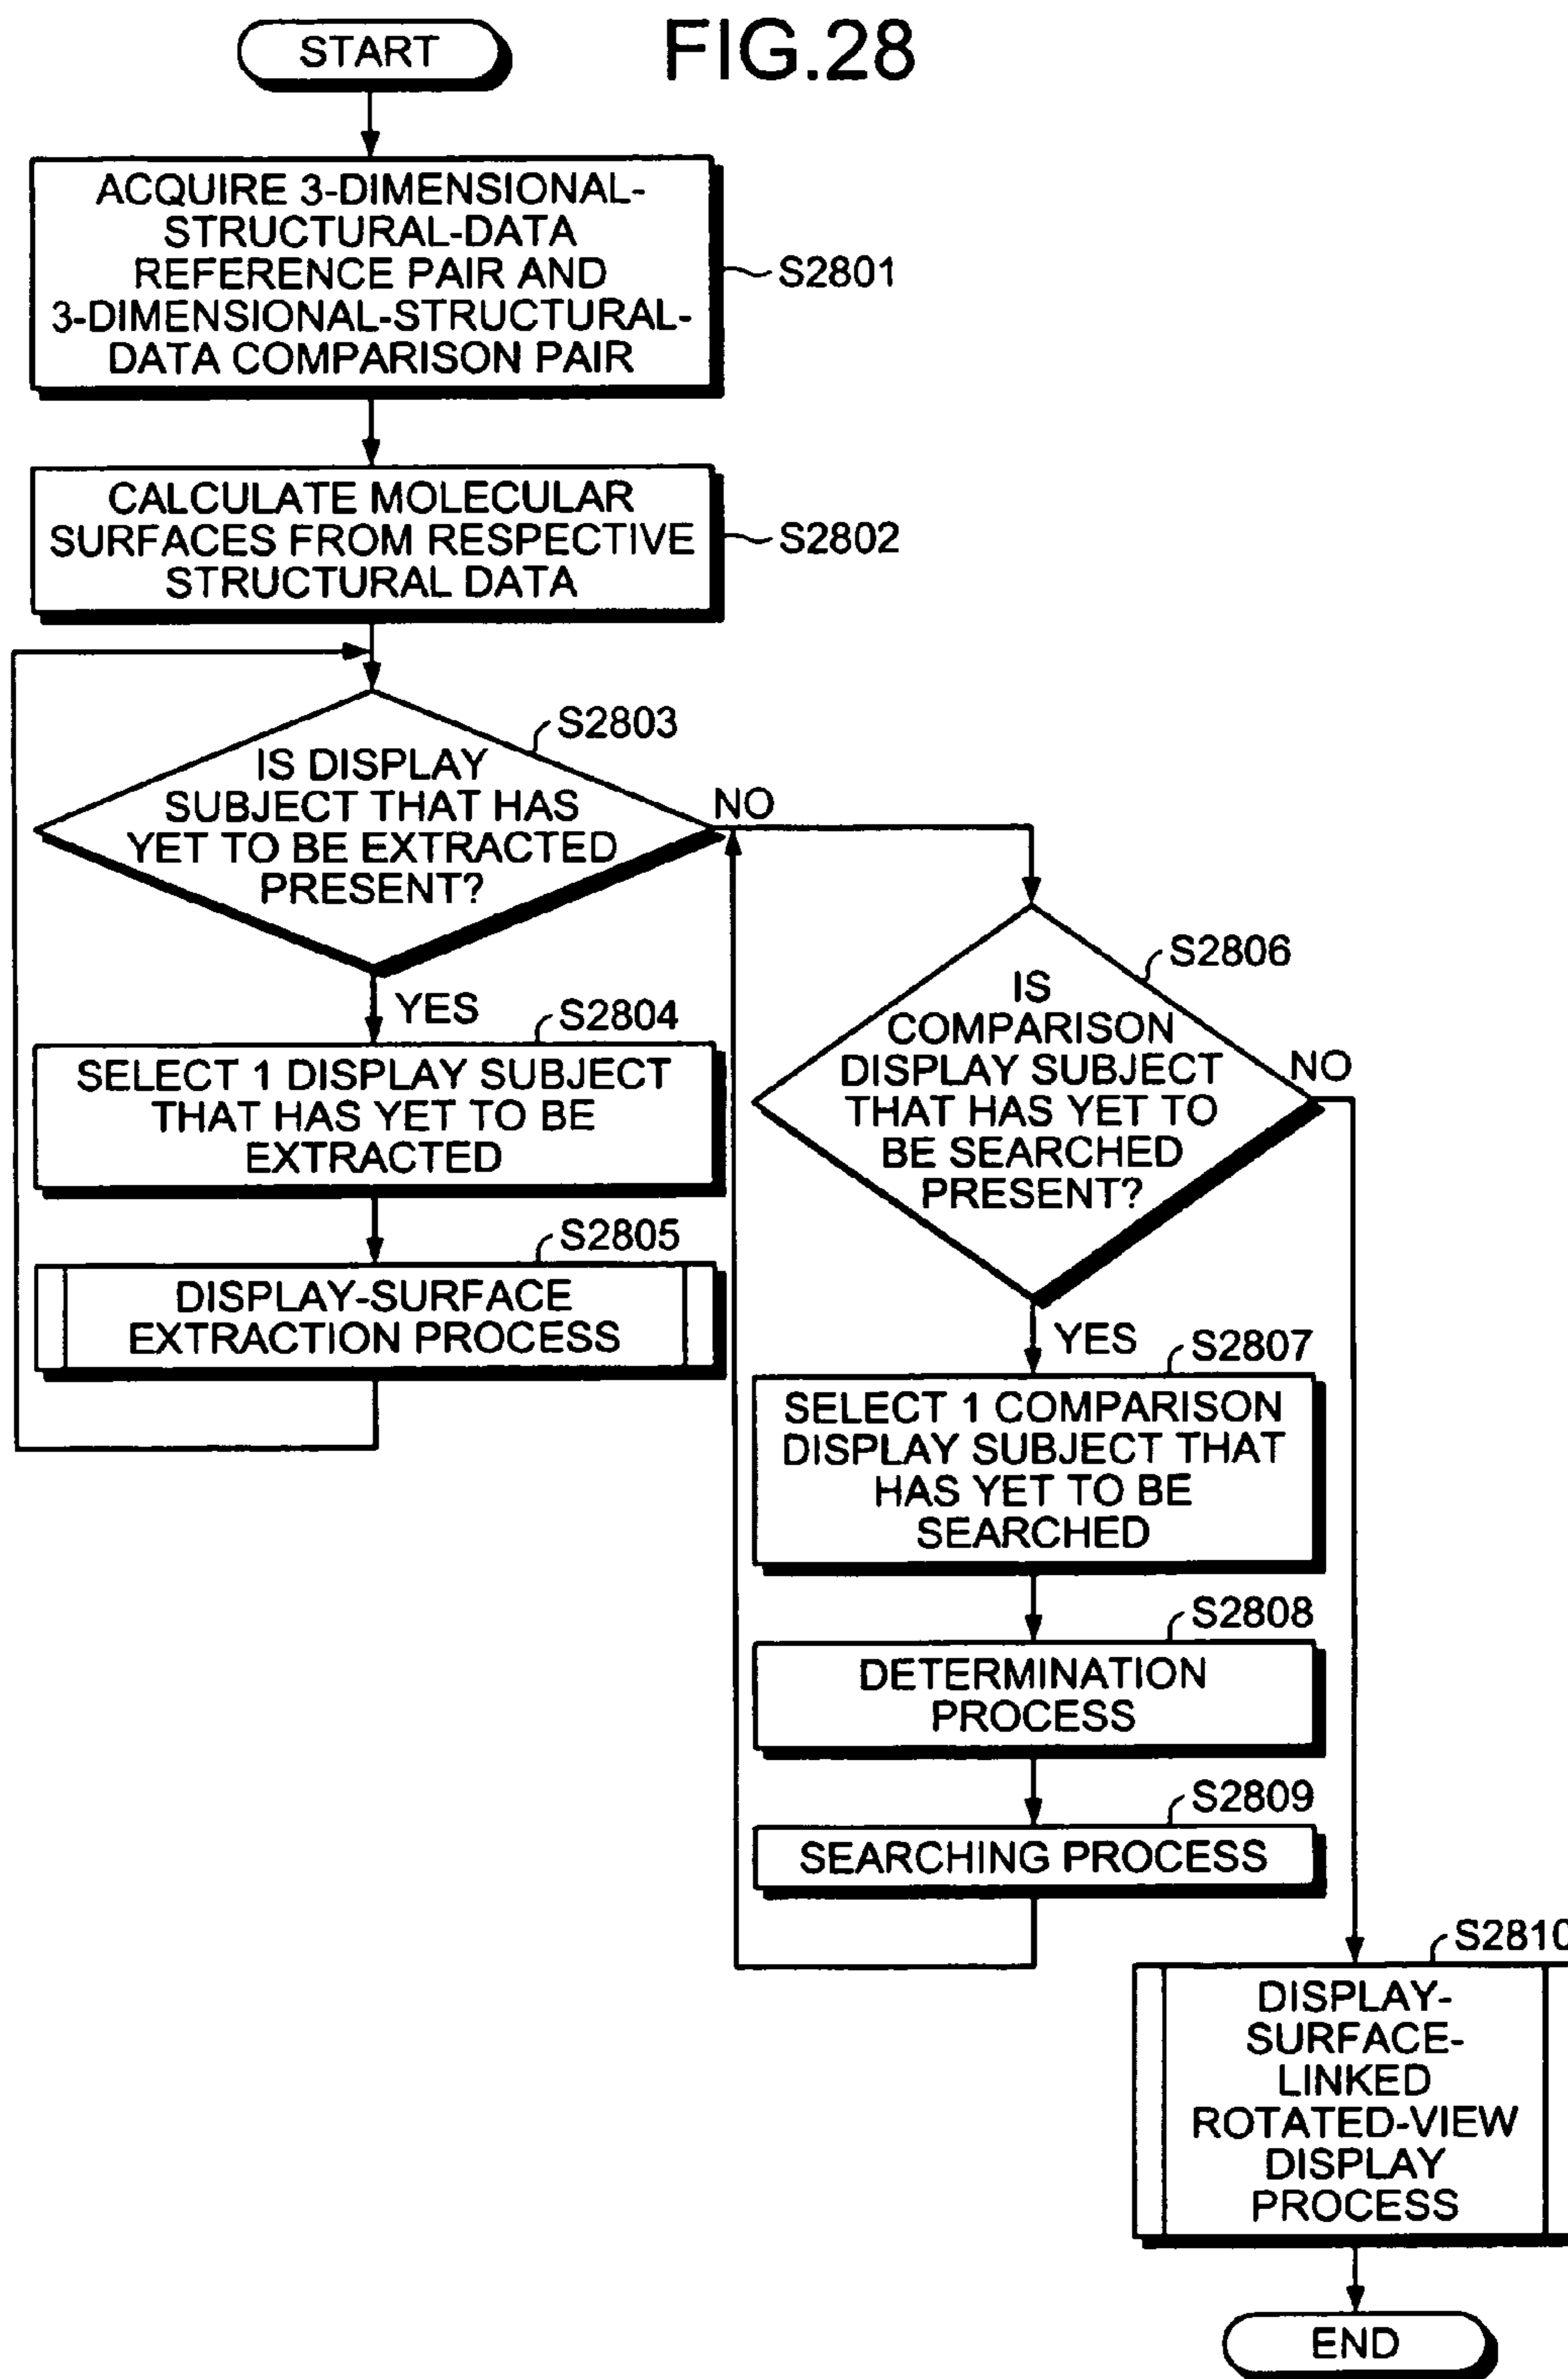 FIG.28
START
ACQUIRE 3-DIMENSIONAL-
STRUCTURAL-DATA
REFERENCE PAIR AND
3-DIMENSIONAL-STRUCTURAL-
DATA COMPARISON PAIR
S2801
CALCULATE MOLECULAR
SURFACES FROM RESPECTIVE
STRUCTURAL DATA
S2802
S2803
IS DISPLAY
SUBJECT THAT HAS
YET TO BE EXTRACTED
PRESENT?
NO
YES
S2804
SELECT 1 DISPLAY SUBJECT
THAT HAS YET TO BE
EXTRACTED
S2805
DISPLAY-SURFACE
EXTRACTION PROCESS
S2806
IS
COMPARISON
DISPLAY SUBJECT
THAT HAS YET TO
BE SEARCHED
PRESENT?
NO
YES
S2807
SELECT 1 COMPARISON
DISPLAY SUBJECT THAT
HAS YET TO BE
SEARCHED
S2808
DETERMINATION
PROCESS
S2809
SEARCHING PROCESS
S2810
DISPLAY-
SURFACE-
LINKED
ROTATED-VIEW
DISPLAY
PROCESS
END